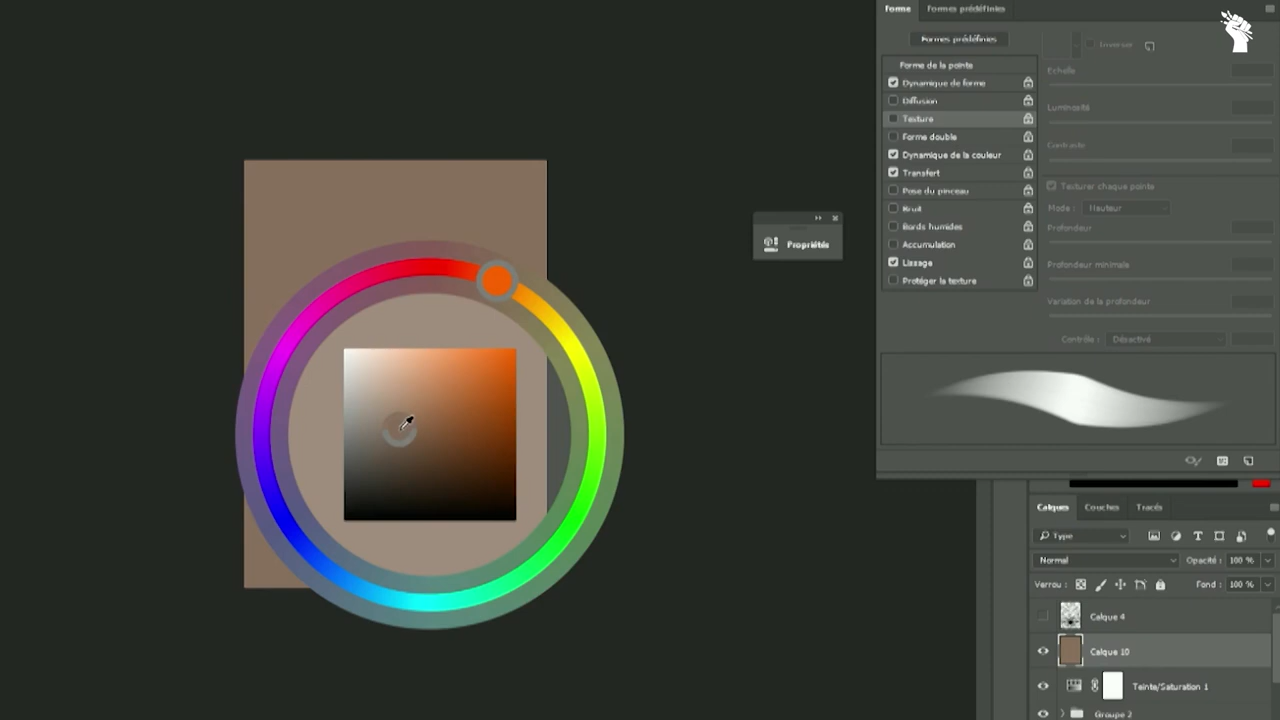 Forme Formes prédéfinies
Formes prédéfinies
Inverser
Forme de la pointe
Echelle
Dynamique de forme
Diffusion
Luminosité
Texture
Forme double
Contraste
Dynamique de la couleur
Transfert
Texturer chaque pointe
Pose du pinceau
Bruit
Mode : Hauteur
Bords humides
Profondeur
Accumulation
Propriétés
Lissage
Profondeur minimale
Protéger la texture
Variation de la profondeur
Contrôle : Désactivé
Calques Couches Tracés
Type
Normal Opacité : 100 %
Verrou : Fond : 100 %
Calque 4
Calque 10
Teinte/Saturation 1
Groupe 2